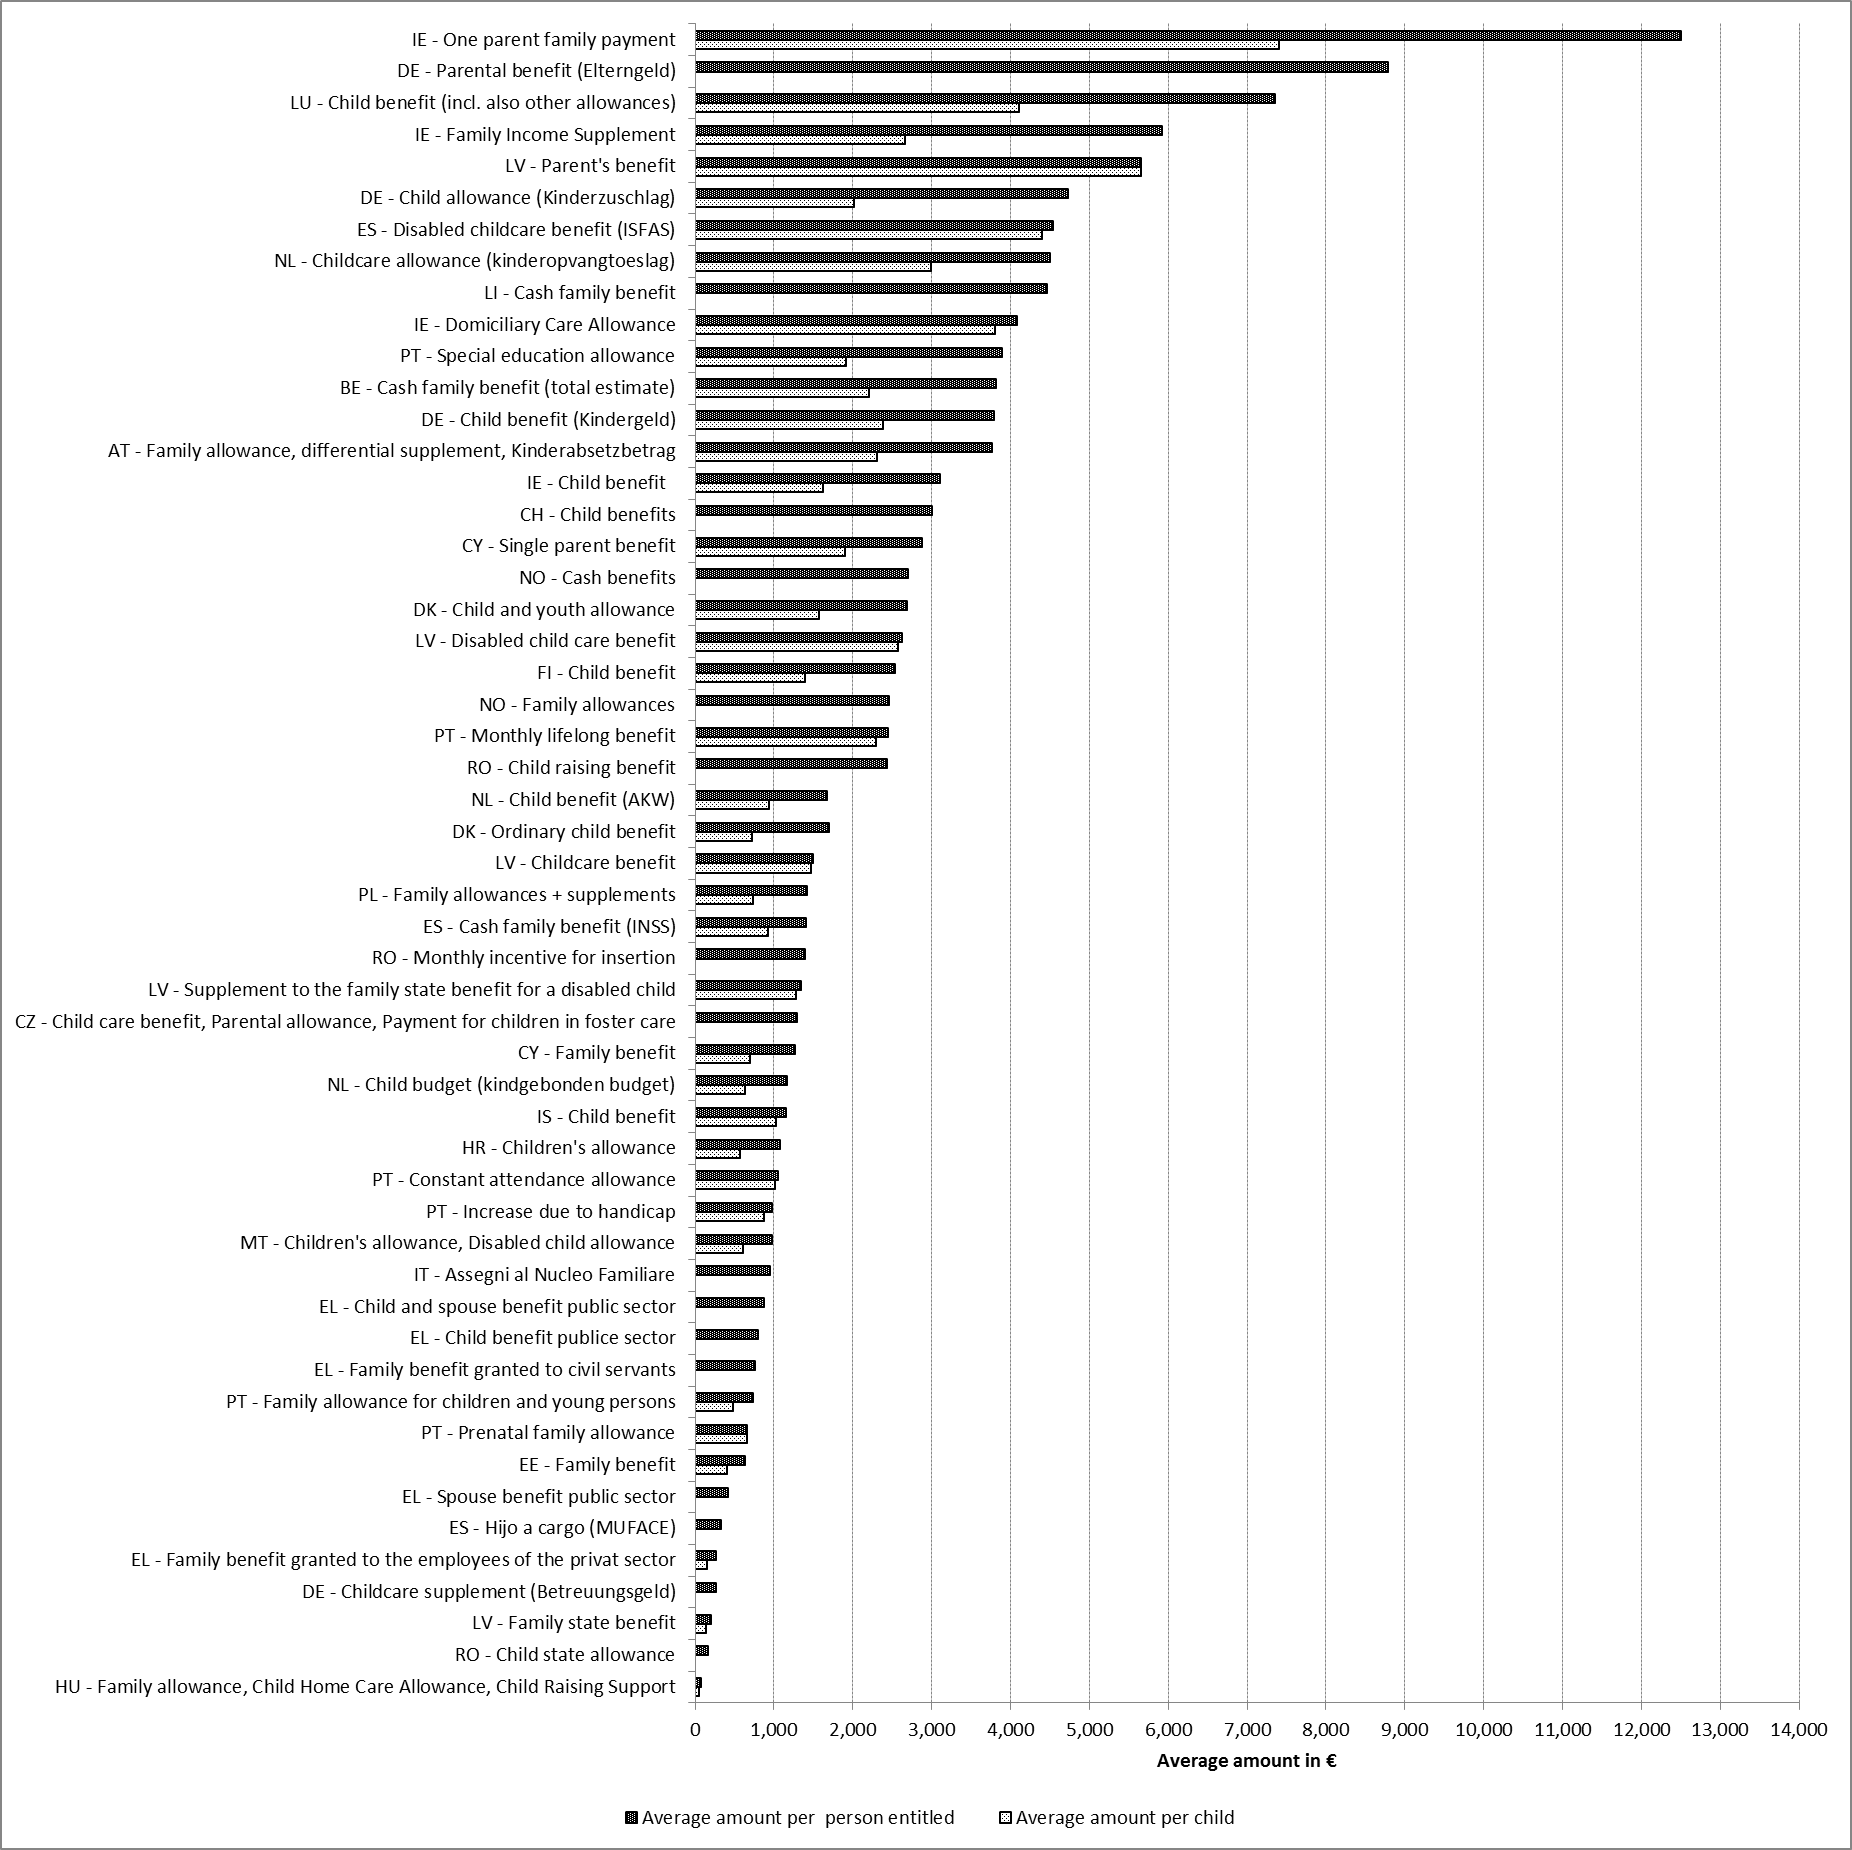 IE - One parent family payment
DE - Parental benefit (Elterngeld)
LU - Child benefit (incl. also other allowances)
IE - Family Income Supplement
LV - Parent's benefit
DE - Child allowance (Kinderzuschlag)
ES - Disabled childcare benefit (ISFAS)
NL - Childcare allowance (kinderopvangtoeslag)
LI - Cash family benefit
IE - Domiciliary Care Allowance
PT - Special education allowance
BE - Cash family benefit (total estimate)
DE - Child benefit (Kindergeld)
AT - Family allowance, differential supplement, Kinderabsetzbetrag
IE - Child benefit
CH - Child benefits
CY - Single parent benefit
NO - Cash benefits
DK - Child and youth allowance
LV - Disabled child care benefit
FI - Child benefit
NO - Family allowances
PT - Monthly lifelong benefit
RO - Child raising benefit
NL - Child benefit (AKW)
DK - Ordinary child benefit
LV - Childcare benefit
PL - Family allowances + supplements
ES - Cash family benefit (INSS)
RO - Monthly incentive for insertion
LV - Supplement to the family state benefit for a disabled child
CZ - Child care benefit, Parental allowance, Payment for children in foster care
CY - Family benefit
NL - Child budget (kindgebonden budget)
IS - Child benefit
HR - Children's allowance
PT - Constant attendance allowance
PT - Increase due to handicap
MT - Children's allowance, Disabled child allowance
IT - Assegni al Nucleo Familiare
EL - Child and spouse benefit public sector
EL - Child benefit publice sector
EL - Family benefit granted to civil servants
PT - Family allowance for children and young persons
PT - Prenatal family allowance
EE - Family benefit
EL - Spouse benefit public sector
ES - Hijo a cargo (MUFACE)
EL - Family benefit granted to the employees of the privat sector
DE - Childcare supplement (Betreuungsgeld)
LV - Family state benefit
RO - Child state allowance
HU - Family allowance, Child Home Care Allowance, Child Raising Support
0 1,000 2,000 3,000 4,000 5,000 6,000 7,000 8,000 9,000 10,000 11,000 12,000 13,000 14,000
Average amount in €
Average amount per person entitled Average amount per child